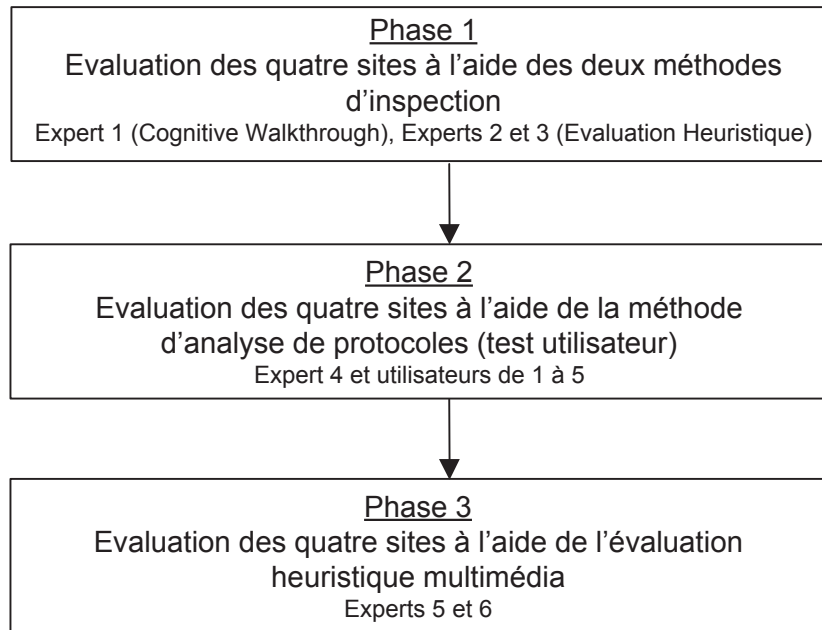 Phase 1
Evaluation des quatre sites à l’aide des deux méthodes
d’inspection
Expert 1 (Cognitive Walkthrough), Experts 2 et 3 (Evaluation Heuristique)
Phase 2
Evaluation des quatre sites à l’aide de la méthode
d’analyse de protocoles (test utilisateur)
Expert 4 et utilisateurs de 1 à 5
Phase 3
Evaluation des quatre sites à l’aide de l’évaluation
heuristique multimédia
Experts 5 et 6